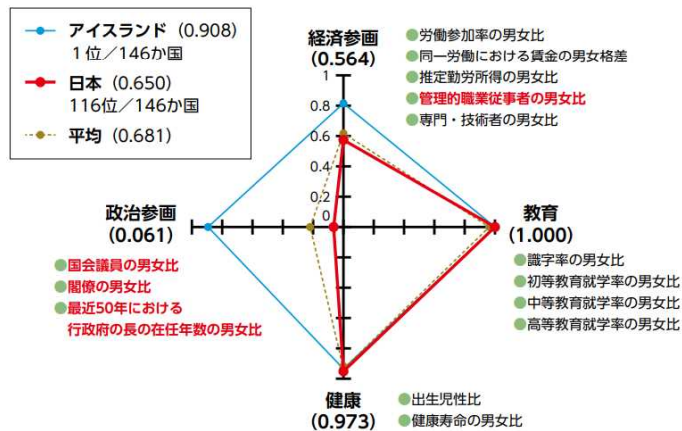 アイスランド（0.908）
1位／146か国
日本（0.650）
116位／146か国
平均（0.681）
経済参画
（0.564）
●労働参加率の男女比
●同一労働における賃金の男女格差
●推定勤労所得の男女比
●管理的職業従事者の男女比
●専門・技術者の男女比
1
0.8
0.6
0.4
0.2
0
政治参画
（0.061）
●国会議員の男女比
●閣僚の男女比
●最近50年における
行政府の長の在任年数の男女比
教育
（1.000）
●識字率の男女比
●初等教育就学率の男女比
●中等教育就学率の男女比
●高等教育就学率の男女比
健康
（0.973）
●出生児性比
●健康寿命の男女比